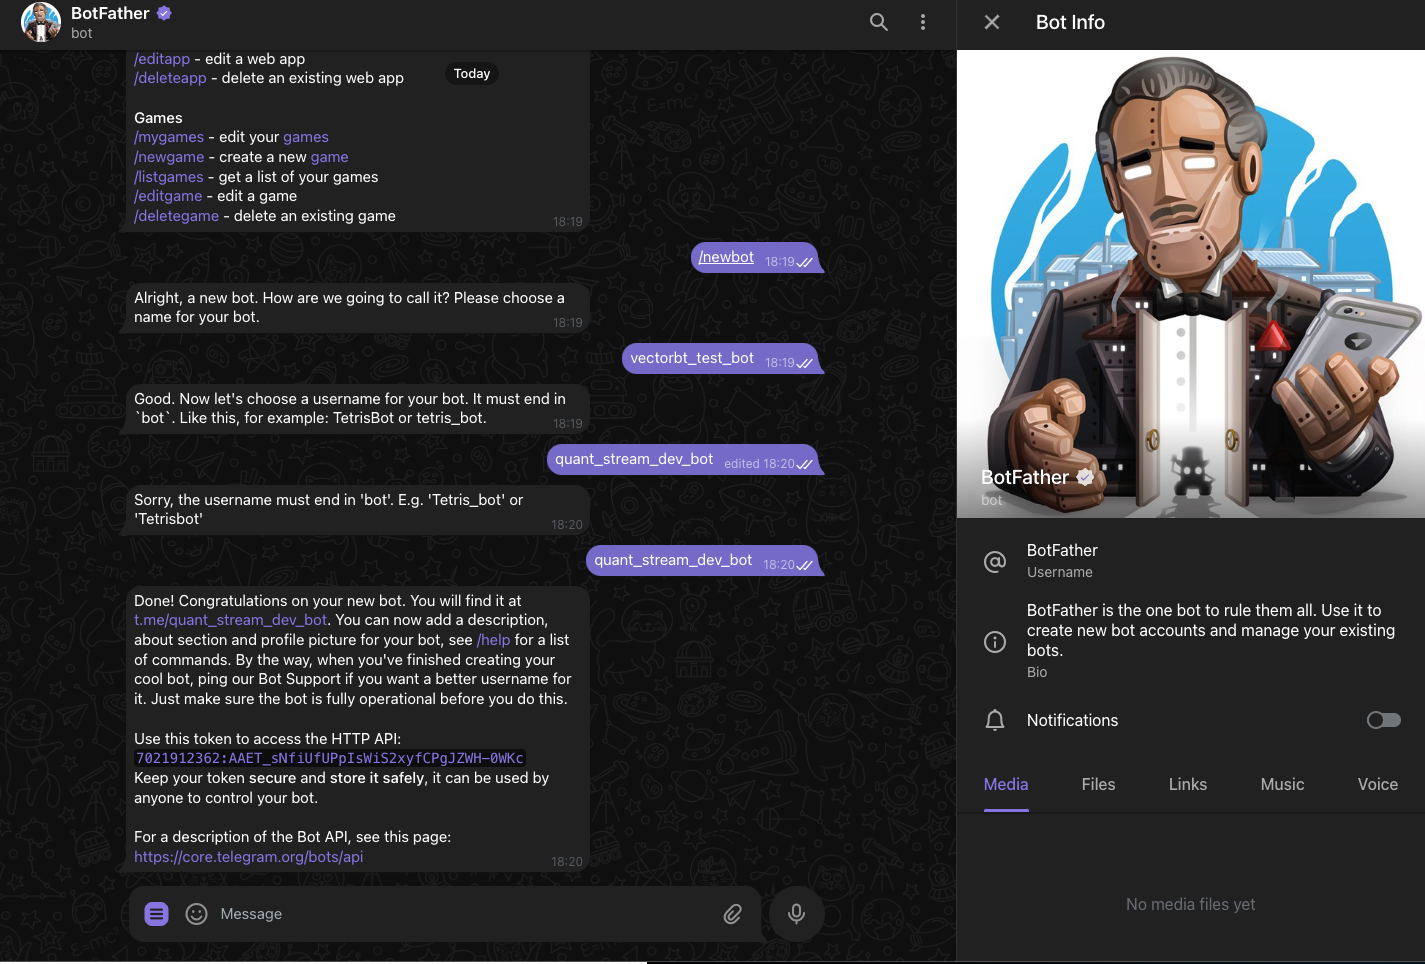 BotFather
bot
/editapp - edit a web app
/deleteapp - delete an existing web app
Today
Games
/mygames - edit your games
/newgame - create a new game
/listgames - get a list of your games
/editgame - edit a game
/deletegame - delete an existing game
18:19
/newbot 18:19
Alright, a new bot. How are we going to call it? Please choose a
name for your bot.
18:19
vectorbt_test_bot 18:19
Good. Now let's choose a username for your bot. It must end in
`bot`. Like this, for example: TetrisBot or tetris_bot.
18:19
quant_stream_dev_bot edited 18:20
Sorry, the username must end in 'bot'. E.g. 'Tetris_bot' or
'Tetrisbot'
18:20
quant_stream_dev_bot 18:20
Done! Congratulations on your new bot. You will find it at
t.me/quant_stream_dev_bot. You can now add a description,
about section and profile picture for your bot, see /help for a list
of commands. By the way, when you've finished creating your
cool bot, ping our Bot Support if you want a better username for
it. Just make sure the bot is fully operational before you do this.
Use this token to access the HTTP API:
7021912362:AAET_sNfiUfUPpIsWiS2xyfCPgJZWH-0WKc
Keep your token secure and store it safely, it can be used by
anyone to control your bot.
For a description of the Bot API, see this page:
https://core.telegram.org/bots/api
18:20
Message
Bot Info
BotFather
bot
BotFather
Username
BotFather is the one bot to rule them all. Use it to
create new bot accounts and manage your existing
bots.
Bio
Notifications
Media Files Links Music Voice
No media files yet